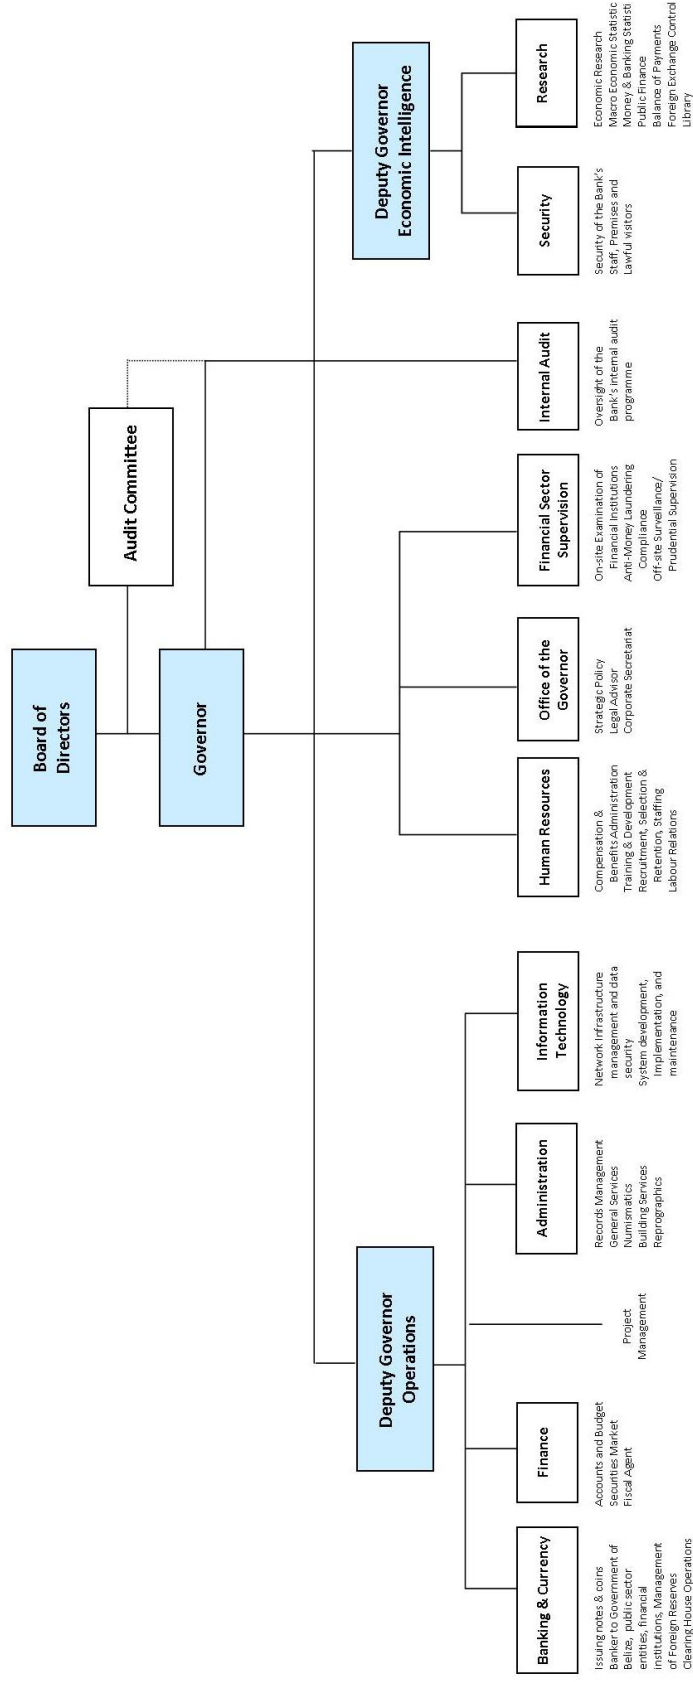 Board of
Directors
Audit Committee
Governor
Deputy Governor
Operations
Deputy Governor
Economic Intelligence
Banking & Currency
Issuing notes & coins
Banker to Government of
Belize, public sector
entities, financial
institutions, Management
of Foreign Reserves
Clearing House Operations
Finance
Accounts and Budget
Securities Market
Fiscal Agent
Project
Management
Administration
Records Management
General Services
Numismatics
Building Services
Reprographics
Information
Technology
Network Infrastructure
management and data
security
System development,
Implementation, and
maintenance
Human Resources
Compensation &
Benefits Administration
Training & Development
Recruitment, Selection &
Retention, Staffing
Labour Relations
Office of the
Governor
Strategic Policy
Legal Advisor
Corporate Secretariat
Financial Sector
Supervision
On-site Examination of
Financial Institutions
Anti-Money Laundering
Compliance
Off-site Surveillance/
Prudential Supervision
Internal Audit
Oversight of the
Bank's internal audit
programme
Security
Security of the Bank's
Staff, Premises and
Lawful visitors
Research
Economic Research
Macro Economic Statistic
Money & Banking Statisti
Public Finance
Balance of Payments
Foreign Exchange Control
Library